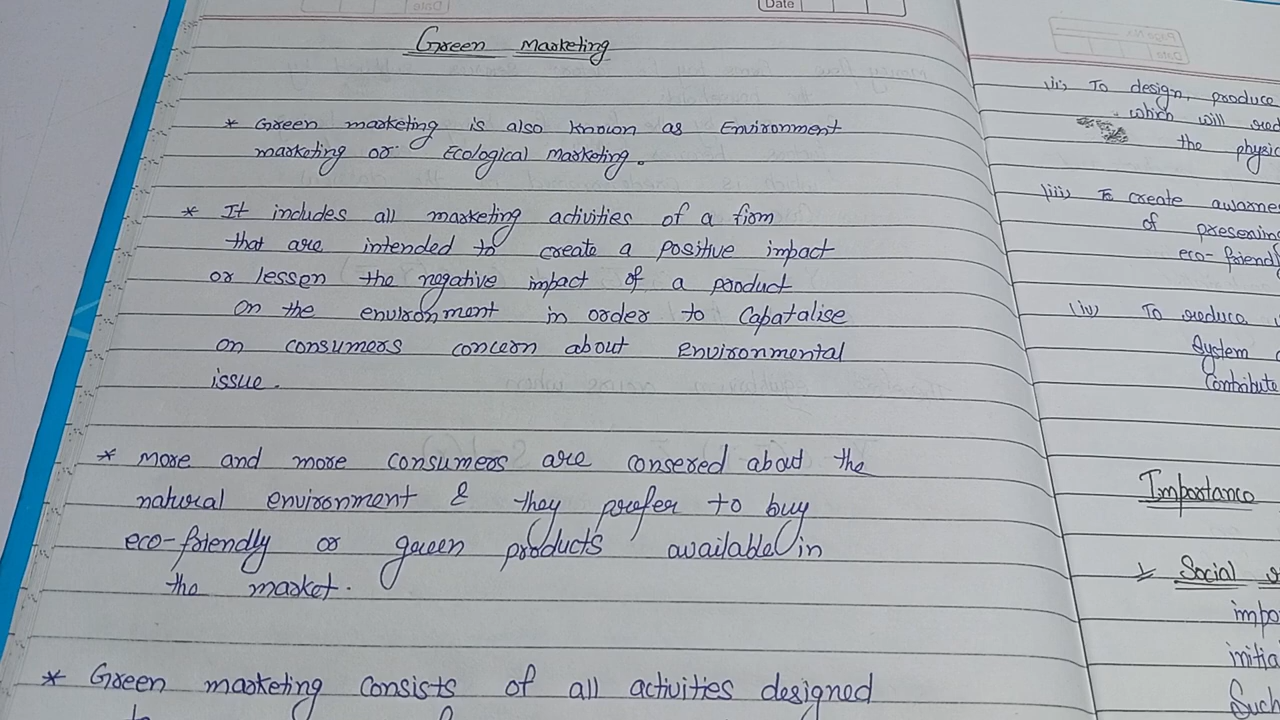 Date
Green marketing
* Green marketing is also known as Environment
marketing or Ecological Marketing.
* It includes all marketing activities of a firm
that are intended to create a positive impact
or lessen the negative impact of a product
on the environment in order to Capatalise
on consumers concern about environmental
issue.
* more and more consumers are consered about the
natural environment & they prefer to buy
eco-friendly or green products available in
the market.
* Green marketing consists of all activities designed
ii) To design, produce
which will
the
iii) To create awarne
of
eco-friendl
(iv) To reduce
System
Contribute
Importance
1) Social
impo
initia
Such